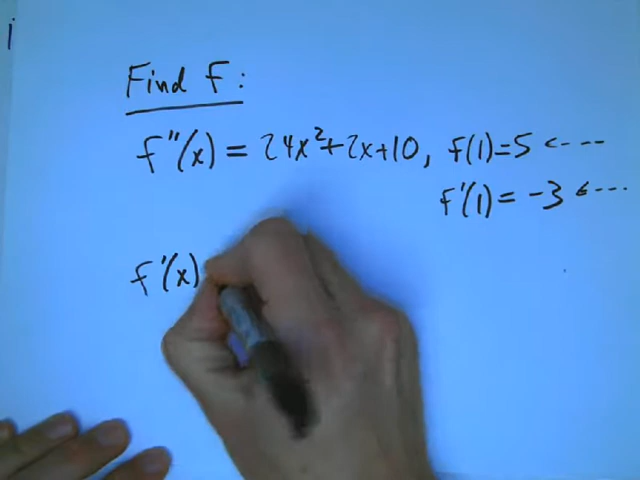 Find f:
f''(x) = 24x²+2x+10, f(1)=5 <----
f'(1) = -3 <---
f'(x)